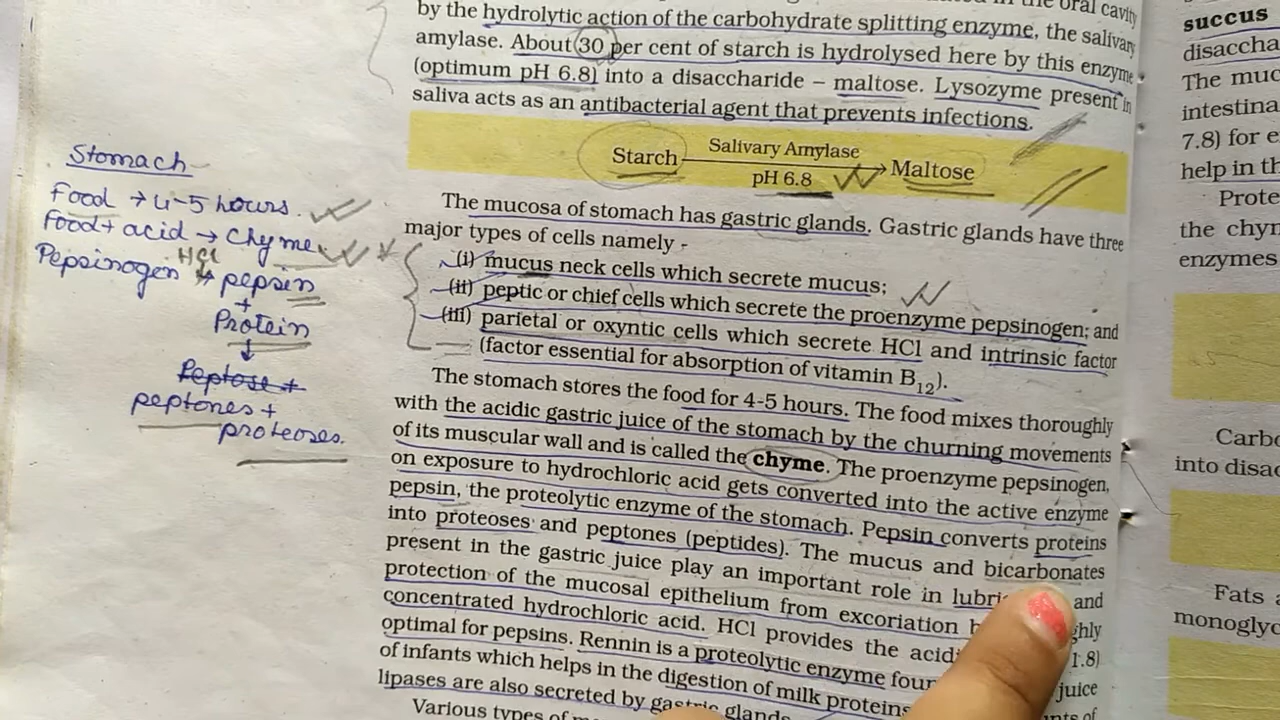 by the hydrolytic action of the carbohydrate splitting enzyme, the salivary
amylase. About 30 per cent of starch is hydrolysed here by this enzyme
(optimum pH 6.8) into a disaccharide – maltose. Lysozyme present in
saliva acts as an antibacterial agent that prevents infections.
Starch Salivary Amylase Maltose
pH 6.8
The mucosa of stomach has gastric glands. Gastric glands have three
major types of cells namely -
(i) mucus neck cells which secrete mucus;
(ii) peptic or chief cells which secrete the proenzyme pepsinogen; and
(iii) parietal or oxyntic cells which secrete HCl and intrinsic factor
(factor essential for absorption of vitamin B12).
The stomach stores the food for 4-5 hours. The food mixes thoroughly
with the acidic gastric juice of the stomach by the churning movements
of its muscular wall and is called the chyme. The proenzyme pepsinogen,
on exposure to hydrochloric acid gets converted into the active enzyme
pepsin, the proteolytic enzyme of the stomach. Pepsin converts proteins
into proteoses and peptones (peptides). The mucus and bicarbonates
present in the gastric juice play an important role in and
protection of the mucosal epithelium from excoriation
concentrated hydrochloric acid. HCl provides the 1.8)
optimal for pepsins. Rennin is a proteolytic enzyme juice
of infants which helps in the digestion of milk proteins
lipases are also secreted by gastric glands
Various types of
Stomach
Food → 4-5 hours.
Food + acid → Chyme
Pepsinogen HCl → pepsin
+
Protein
↓
peptones +
proteoses.
succus
The
intestina
7.8) for e
help in
Prote
the chyn
enzymes
Carbo
into disac
Fats
monoglyc